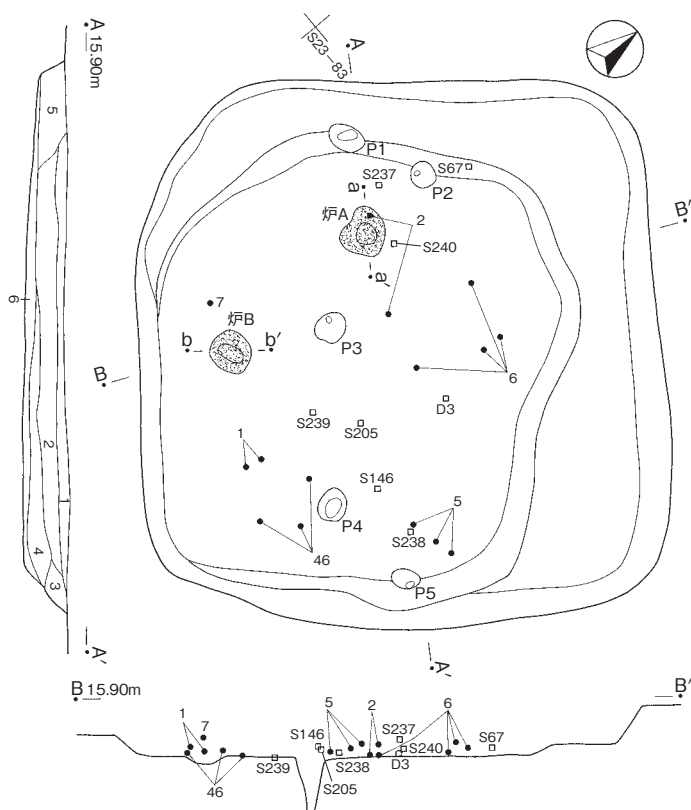 A 15.90m
S23-83
A
P1
S67
P2
S237
a
炉A
2
S240
B'
a'
7
炉B
b b'
P3
6
B
D3
S239
S205
1
S146
5
P4
S238
46
P5
A'
A'
5
6
2
1
4
3
B 15.90m
B'
1
7
5
2
6
S146
S237
S67
S240
S239
S238
D3
46
S205